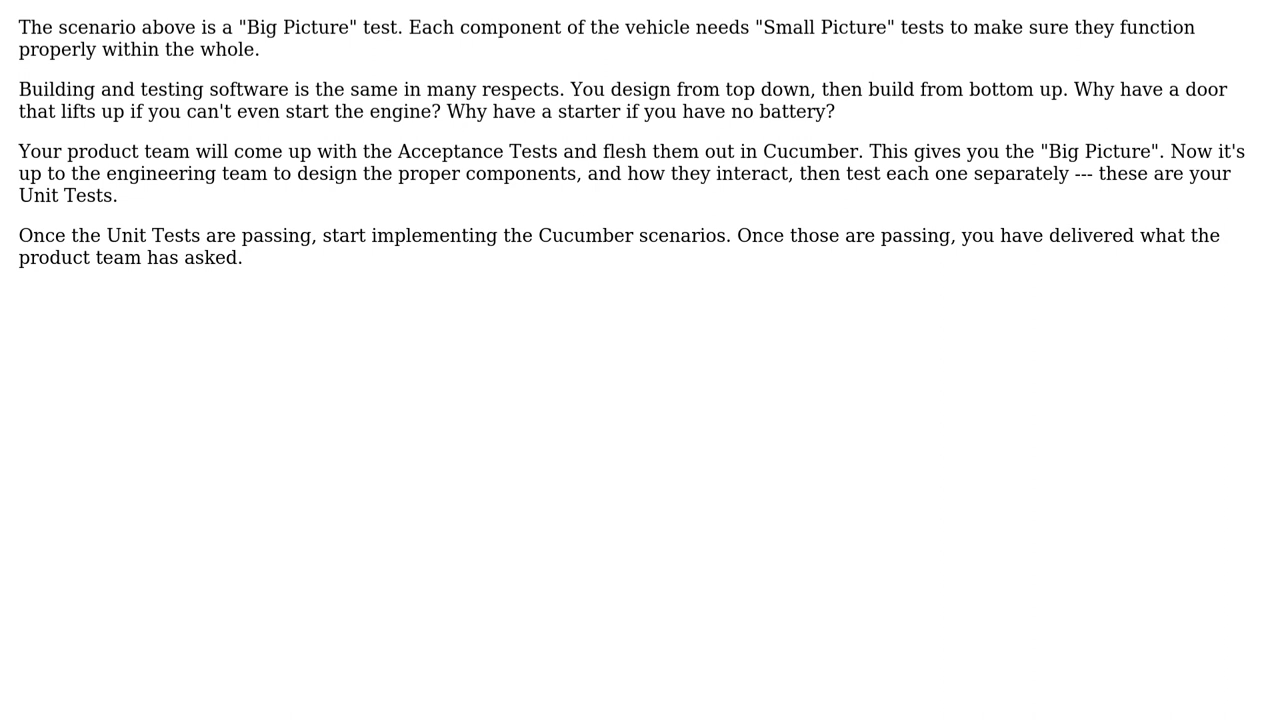 The scenario above is a "Big Picture" test. Each component of the vehicle needs "Small Picture" tests to make sure they function
properly within the whole.
Building and testing software is the same in many respects. You design from top down, then build from bottom up. Why have a door
that lifts up if you can't even start the engine? Why have a starter if you have no battery?
Your product team will come up with the Acceptance Tests and flesh them out in Cucumber. This gives you the "Big Picture". Now it's
up to the engineering team to design the proper components, and how they interact, then test each one separately --- these are your
Unit Tests.
Once the Unit Tests are passing, start implementing the Cucumber scenarios. Once those are passing, you have delivered what the
product team has asked.